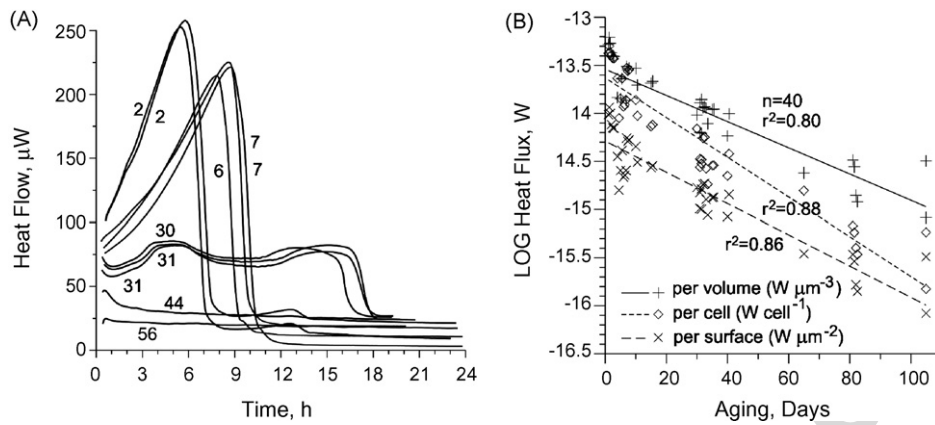 (A)
Heat Flow, µW
250
200
150
100
50
0
2
2
6
7
7
30
31
31
44
56
0 3 6 9 12 15 18 21 24
Time, h
(B)
LOG Heat Flux, W
-13
-13.5
14
14.5
-15
-15.5
-16
-16.5
n=40
r²=0.80
r²=0.88
r²=0.86
per volume (W µm⁻³)
per cell (W cell⁻¹)
per surface (W µm⁻²)
0 20 40 60 80 100
Aging, Days